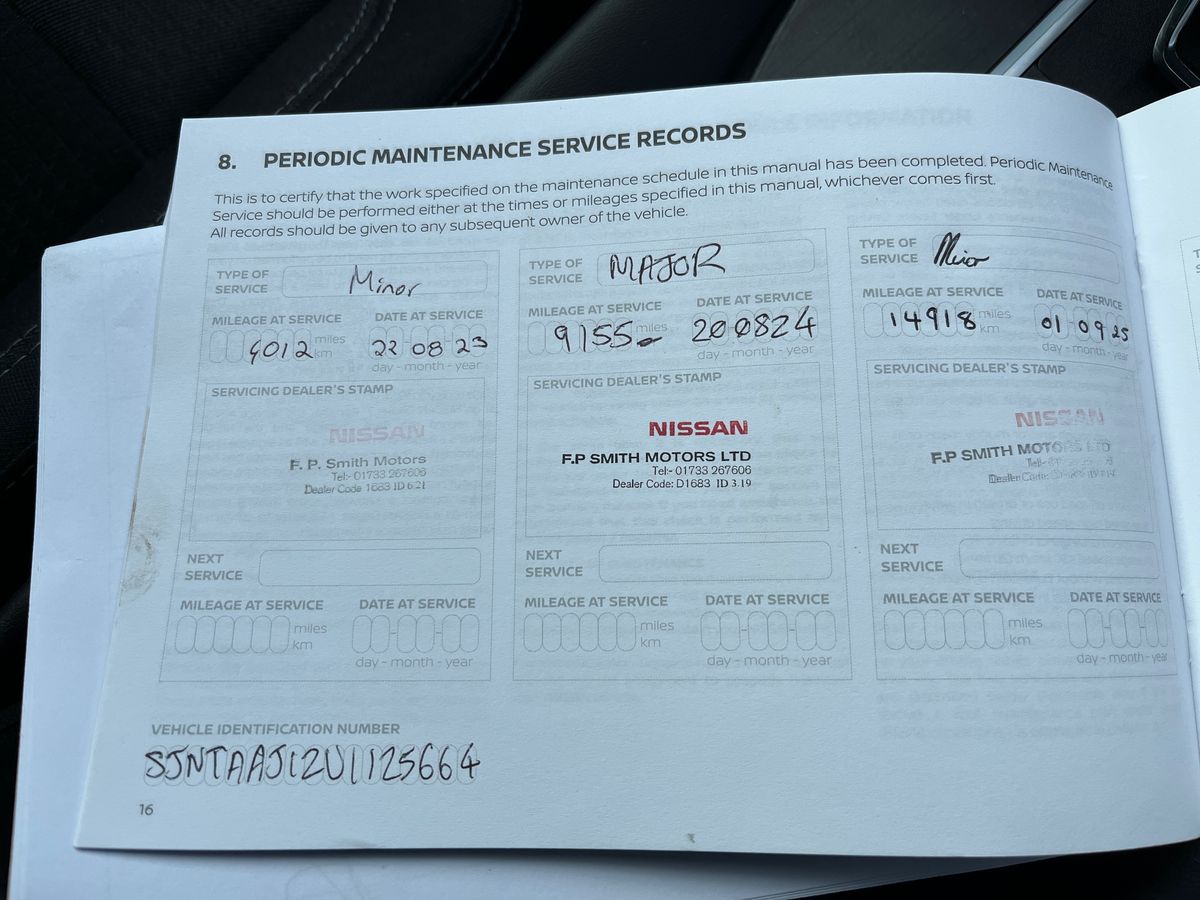 8. PERIODIC MAINTENANCE SERVICE RECORDS
This is to certify that the work specified on the maintenance schedule in this manual has been completed. Periodic Maintenance
Service should be performed either at the times or mileages specified in this manual, whichever comes first.
All records should be given to any subsequent owner of the vehicle.
TYPE OF
SERVICE
Minor
MILEAGE AT SERVICE
DATE AT SERVICE
6012 miles
km
22-08-23
day - month - year
SERVICING DEALER'S STAMP
NISSAN
F. P. Smith Motors
Tel:- 01733 267606
Dealer Code 1683 ID 6.21
NEXT
SERVICE
MILEAGE AT SERVICE
DATE AT SERVICE
miles
km
day - month - year
TYPE OF
SERVICE
MAJOR
MILEAGE AT SERVICE
DATE AT SERVICE
9155 miles
200824
day - month - year
SERVICING DEALER'S STAMP
NISSAN
F.P SMITH MOTORS LTD
Tel:- 01733 267606
Dealer Code: D1683 ID 3.19
NEXT
SERVICE
MILEAGE AT SERVICE
DATE AT SERVICE
miles
km
day - month - year
TYPE OF
SERVICE
Minor
MILEAGE AT SERVICE
DATE AT SERVICE
14918 miles
km
01-09-25
day - month - year
SERVICING DEALER'S STAMP
NISSAN
F.P SMITH MOTORS LTD
Tel:-
Dealer Code:
NEXT
SERVICE
MILEAGE AT SERVICE
DATE AT SERVICE
miles
km
day - month - year
VEHICLE IDENTIFICATION NUMBER
SJNTAAJ12U1125664
16